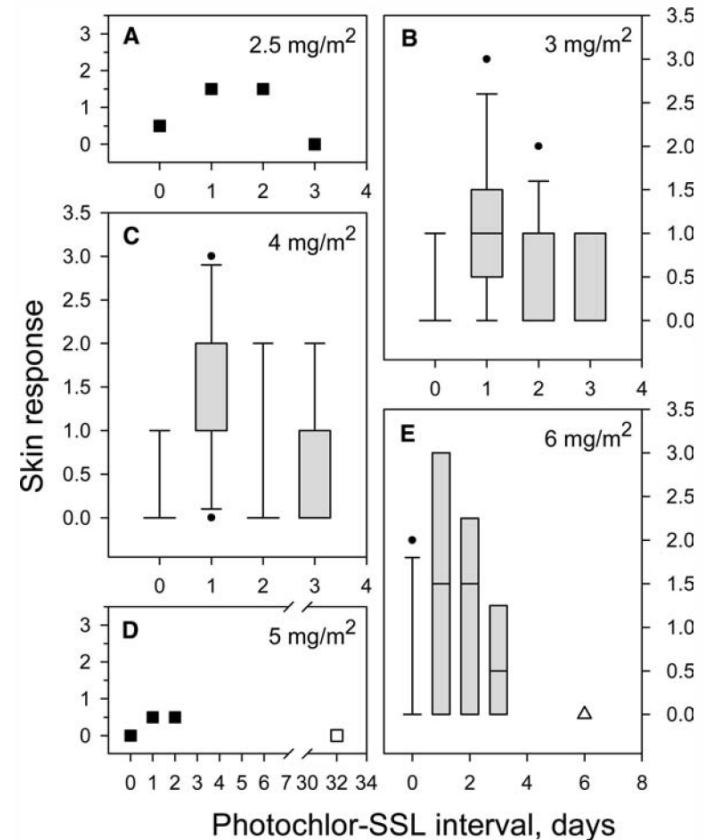 A
2.5 mg/m²
3
2
1
0
0 1 2 3 4
B
3 mg/m²
3.5
3.0
2.5
2.0
1.5
1.0
0.5
0.0
0 1 2 3 4
C
4 mg/m²
3.5
3.0
2.5
2.0
1.5
1.0
0.5
0.0
0 1 2 3 4
Skin response
D
5 mg/m²
3
2
1
0
0 1 2 3 4 5 6 7 30 32 34
E
6 mg/m²
3.5
3.0
2.5
2.0
1.5
1.0
0.5
0.0
0 2 4 6 8
Photochlor-SSL interval, days